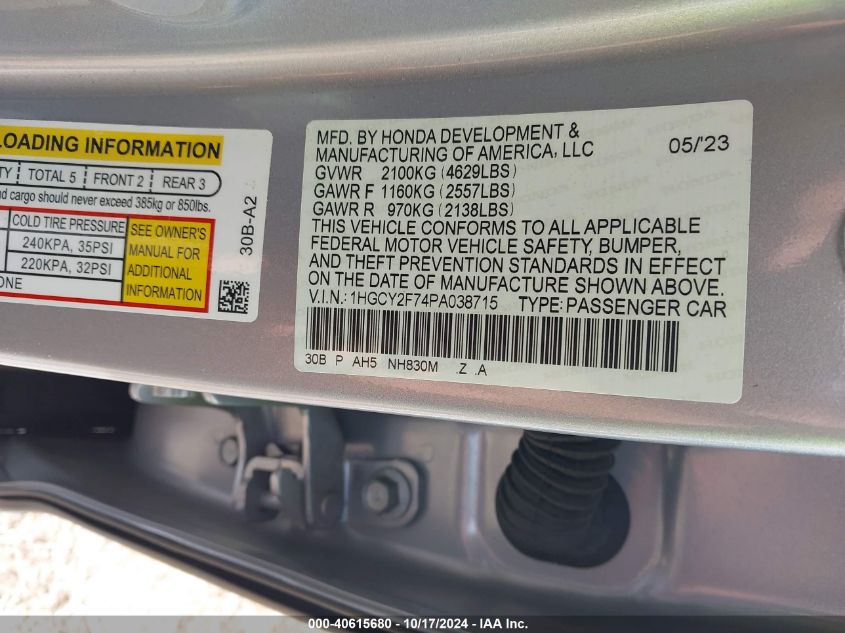 LOADING INFORMATION
TY TOTAL 5 FRONT 2 REAR 3
nd cargo should never exceed 385kg or 850lbs.
COLD TIRE PRESSURE
240KPA, 35PSI
220KPA, 32PSI
SEE OWNER'S
MANUAL FOR
ADDITIONAL
INFORMATION
ONE
30B-A2
MFD. BY HONDA DEVELOPMENT &
MANUFACTURING OF AMERICA, LLC 05/'23
GVWR 2100KG (4629LBS)
GAWR F 1160KG (2557LBS)
GAWR R 970KG (2138LBS)
THIS VEHICLE CONFORMS TO ALL APPLICABLE
FEDERAL MOTOR VEHICLE SAFETY, BUMPER,
AND THEFT PREVENTION STANDARDS IN EFFECT
ON THE DATE OF MANUFACTURE SHOWN ABOVE.
V.I.N.: 1HGCY2F74PA038715 TYPE: PASSENGER CAR
30B P AH5 NH830M .Z .A
000-40615680 - 10/17/2024 - IAA Inc.